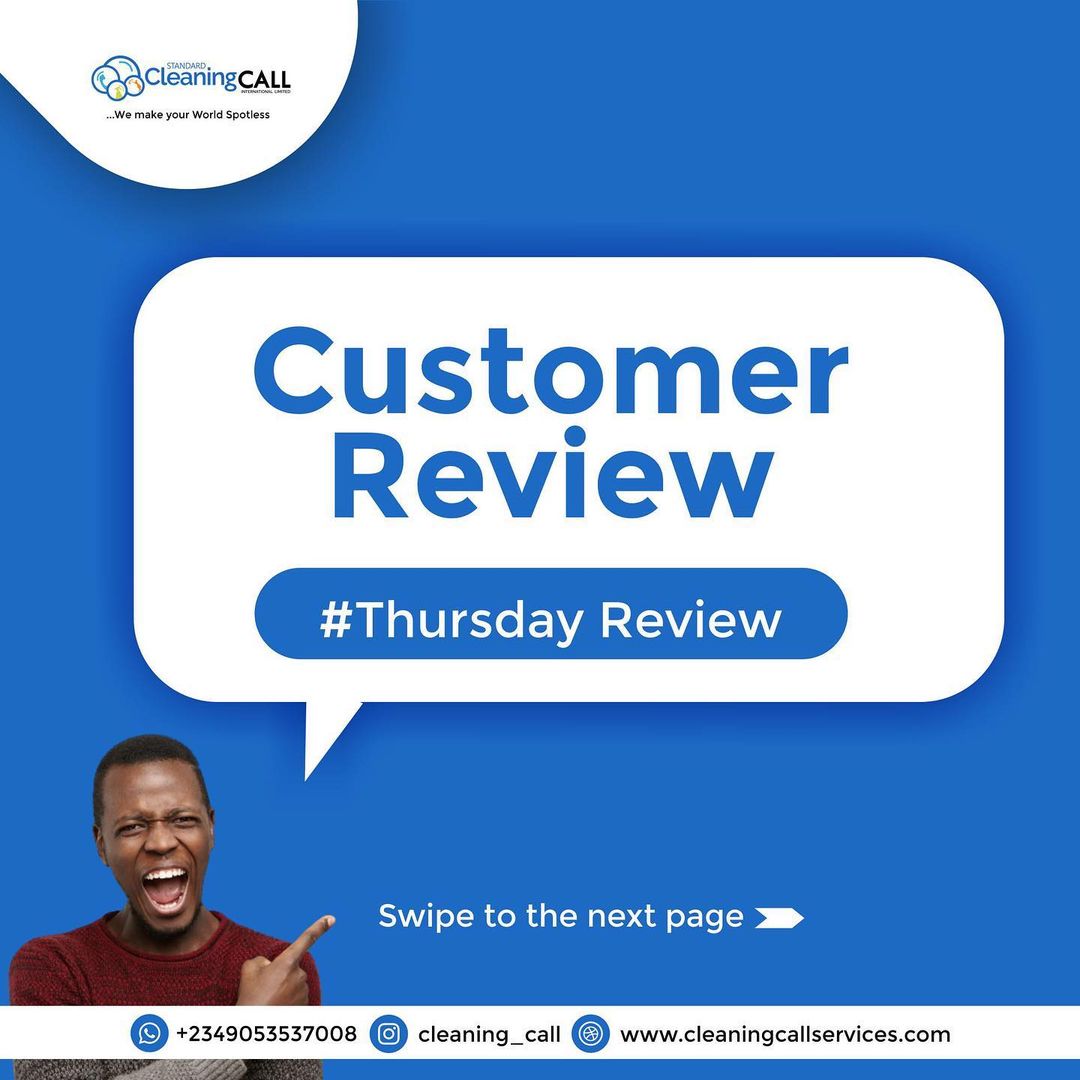 STANDARD
CleaningCALL
INTERNATIONAL LIMITED
...We make your World Spotless
Customer
Review
#Thursday Review
Swipe to the next page
+2349053537008 cleaning_call www.cleaningcallservices.com